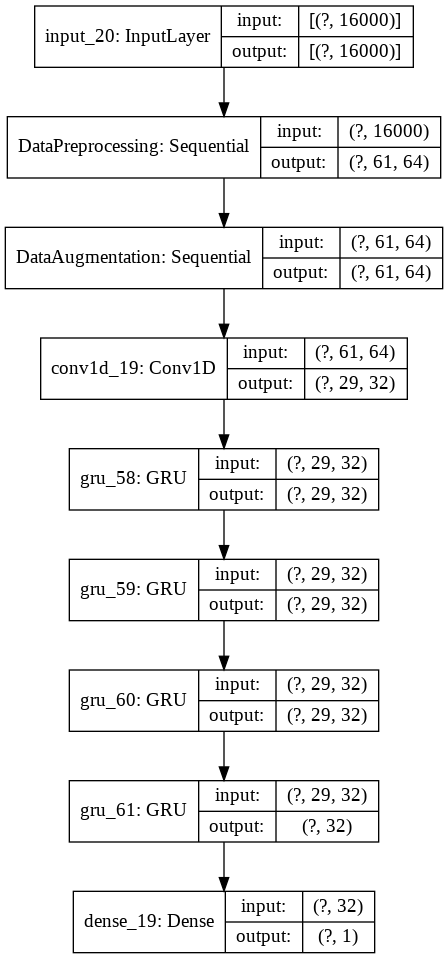 input_20: InputLayer input: [(?, 16000)]
output: [(?, 16000)]
DataPreprocessing: Sequential input: (?, 16000)
output: (?, 61, 64)
DataAugmentation: Sequential input: (?, 61, 64)
output: (?, 61, 64)
conv1d_19: Conv1D input: (?, 61, 64)
output: (?, 29, 32)
gru_58: GRU input: (?, 29, 32)
output: (?, 29, 32)
gru_59: GRU input: (?, 29, 32)
output: (?, 29, 32)
gru_60: GRU input: (?, 29, 32)
output: (?, 29, 32)
gru_61: GRU input: (?, 29, 32)
output: (?, 32)
dense_19: Dense input: (?, 32)
output: (?, 1)